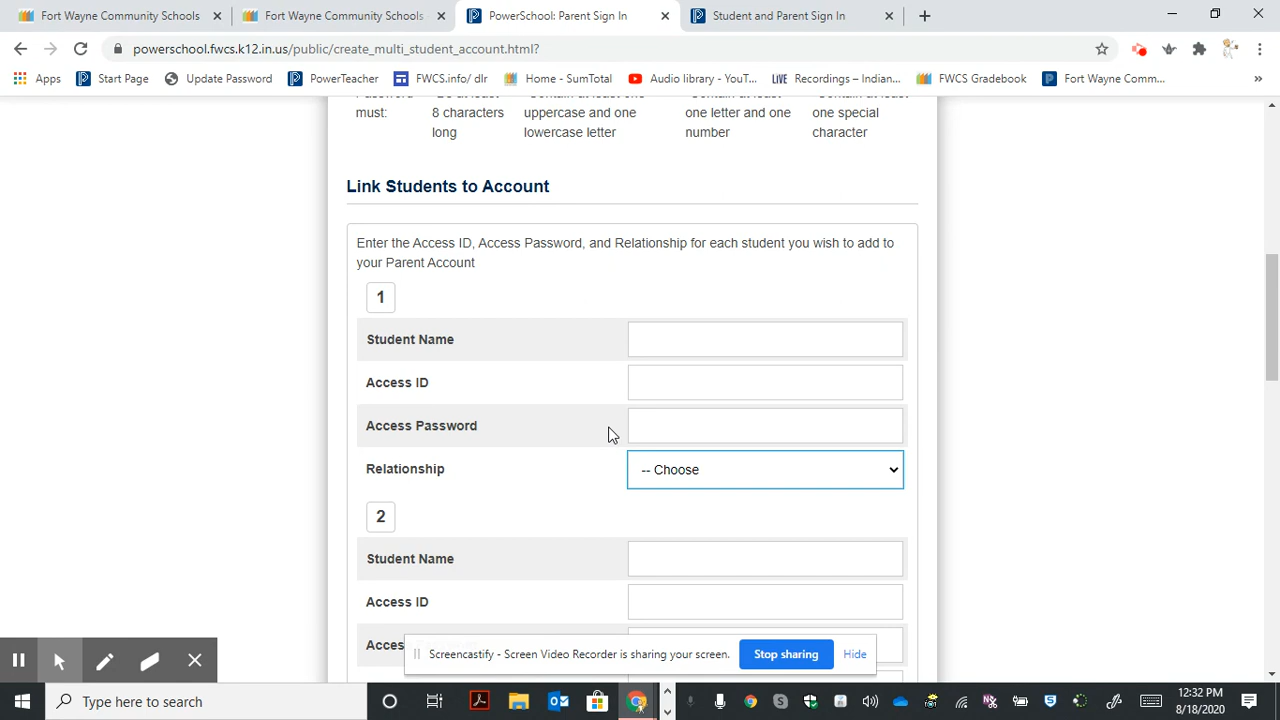 Fort Wayne Community Schools
Fort Wayne Community Schools
PowerSchool: Parent Sign In
Student and Parent Sign In
powerschool.fwcs.k12.in.us/public/create_multi_student_account.html?
Apps
Start Page
Update Password
PowerTeacher
FWCS.info/ dlr
Home - SumTotal
Audio library - YouT...
LIVE Recordings – Indian...
FWCS Gradebook
Fort Wayne Comm...
must:
8 characters
long
uppercase and one
lowercase letter
one letter and one
number
one special
character
Link Students to Account
Enter the Access ID, Access Password, and Relationship for each student you wish to add to
your Parent Account
1
Student Name
Access ID
Access Password
Relationship
-- Choose
2
Student Name
Access ID
Screencastify - Screen Video Recorder is sharing your screen.
Stop sharing
Hide
Type here to search
12:32 PM
8/18/2020